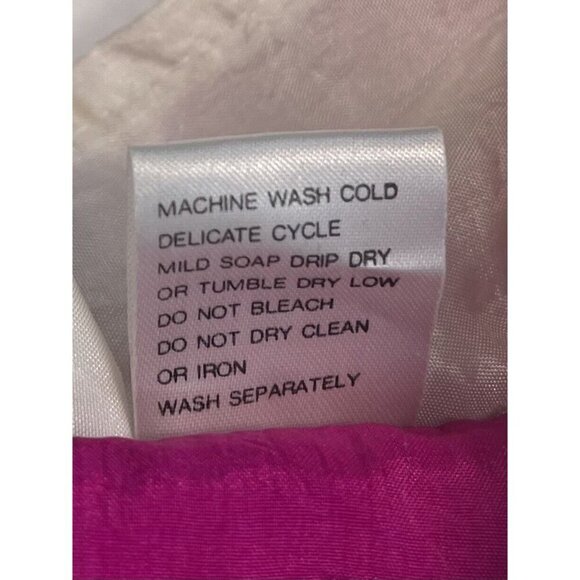 MACHINE WASH COLD
DELICATE CYCLE
MILD SOAP DRIP DRY
OR TUMBLE DRY LOW
DO NOT BLEACH
DO NOT DRY CLEAN
OR IRON
WASH SEPARATELY